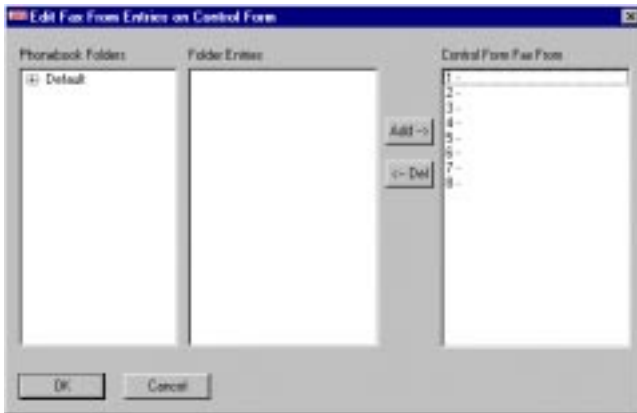 Edit Fax From Entries on Control Form
Phonebook Folders
Folder Entries
Control Form Fax From
Default
1 -
2 -
3 -
4 -
5 -
6 -
7 -
8 -
Add ->
<- Del
OK
Cancel